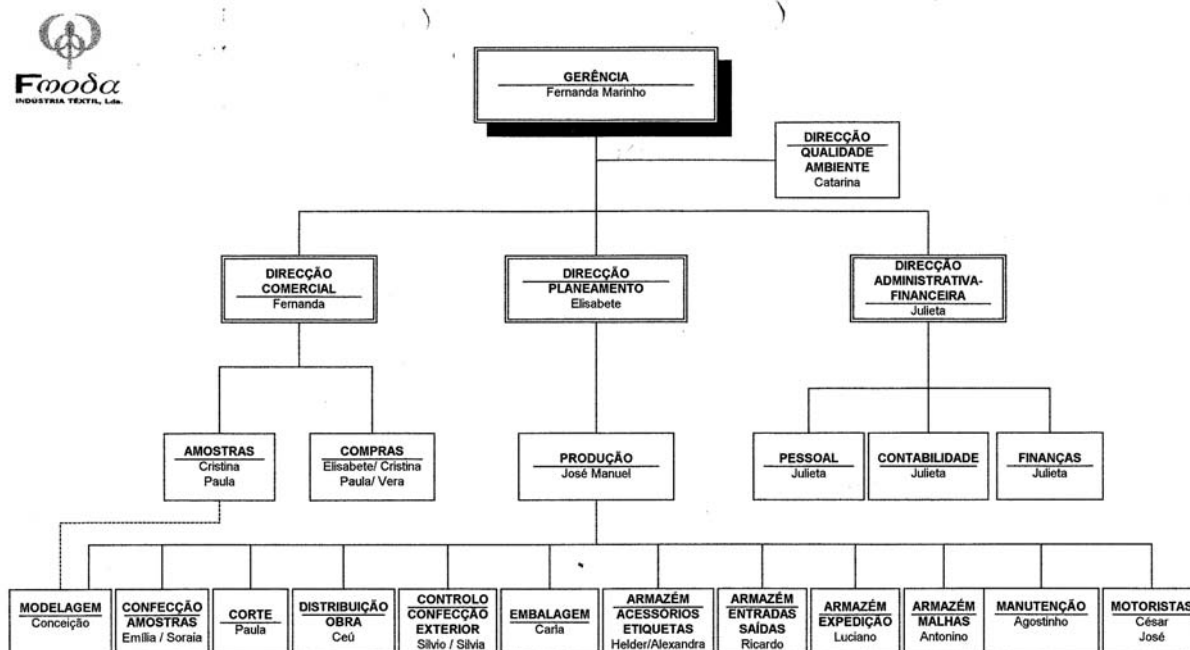 Fmoda
INDÚSTRIA TÊXTIL, Lda.
GERÊNCIA
Fernanda Marinho
DIRECÇÃO
QUALIDADE
AMBIENTE
Catarina
DIRECÇÃO
COMERCIAL
Fernanda
DIRECÇÃO
PLANEAMENTO
Elisabete
DIRECÇÃO
ADMINISTRATIVA-
FINANCEIRA
Julieta
AMOSTRAS
Cristina
Paula
COMPRAS
Elisabete/ Cristina
Paula/ Vera
PRODUÇÃO
José Manuel
PESSOAL
Julieta
CONTABILIDADE
Julieta
FINANÇAS
Julieta
MODELAGEM
Conceição
CONFECÇÃO
AMOSTRAS
Emília / Soraia
CORTE
Paula
DISTRIBUIÇÃO
OBRA
Ceú
CONTROLO
CONFECÇÃO
EXTERIOR
Silvio / Silvia
EMBALAGEM
Carla
ARMAZÉM
ACESSÓRIOS
ETIQUETAS
Helder/Alexandra
ARMAZÉM
ENTRADAS
SAÍDAS
Ricardo
ARMAZÉM
EXPEDIÇÃO
Luciano
ARMAZÉM
MALHAS
Antonino
MANUTENÇÃO
Agostinho
MOTORISTAS
César
José